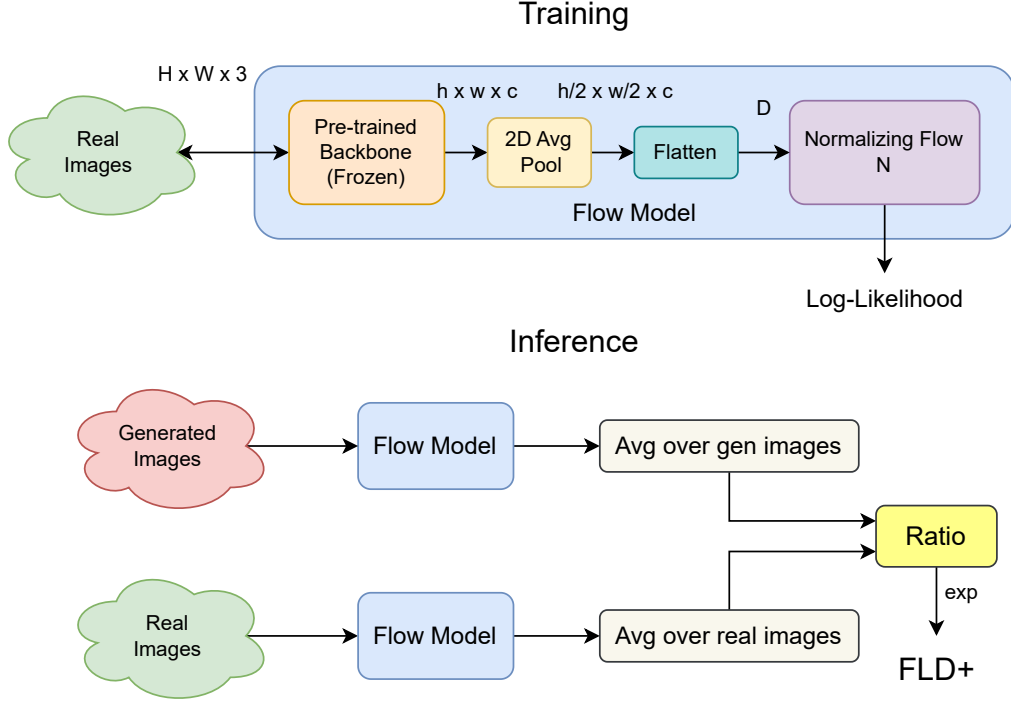 Training
H x W x 3
h x w x c
h/2 x w/2 x c
D
Real
Images
Pre-trained
Backbone
(Frozen)
2D Avg
Pool
Flatten
Normalizing Flow
N
Flow Model
Log-Likelihood
Inference
Generated
Images
Flow Model
Avg over gen images
Ratio
exp
Real
Images
Flow Model
Avg over real images
FLD+